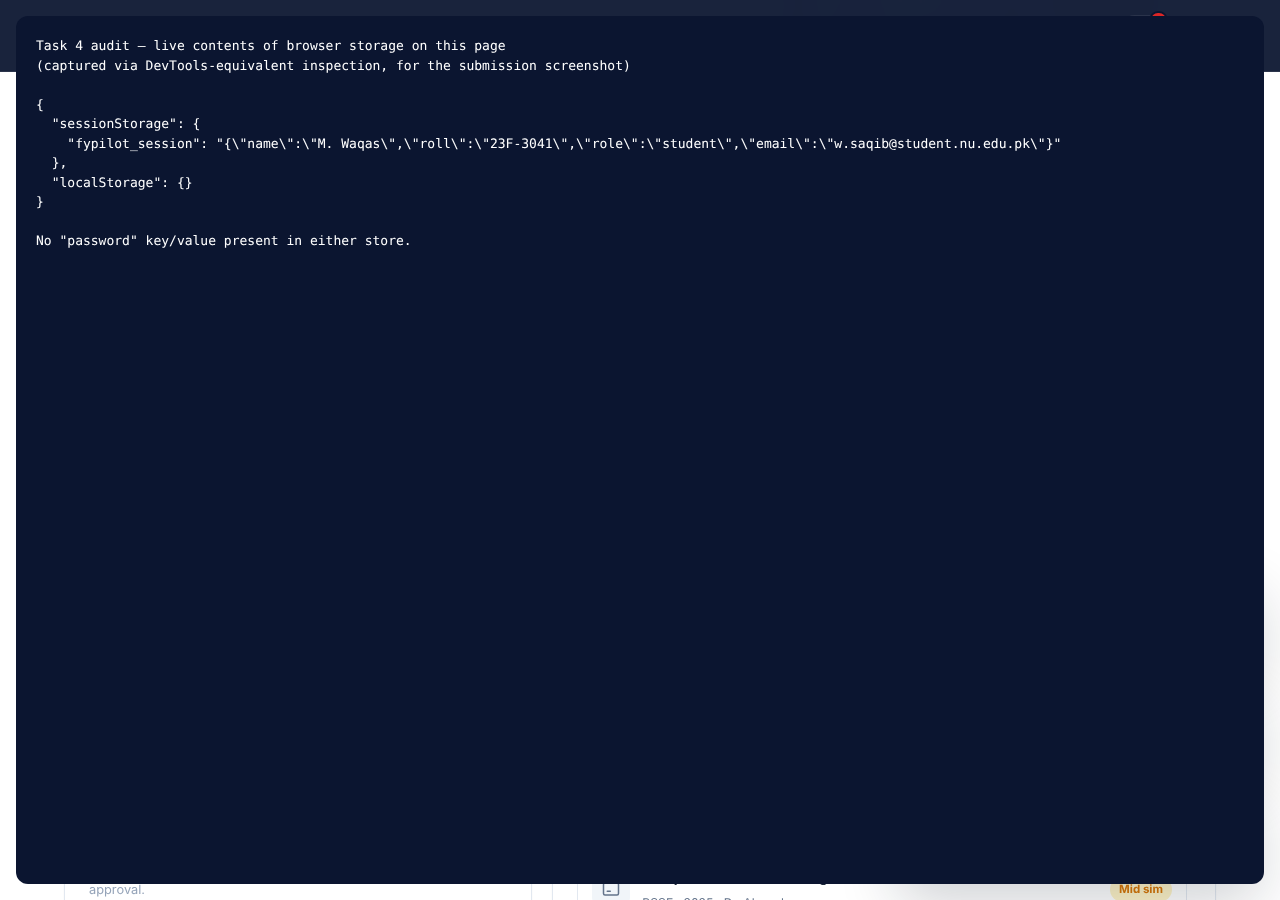 Task 4 audit — live contents of browser storage on this page
(captured via DevTools-equivalent inspection, for the submission screenshot)
{
"sessionStorage": {
"fypilot_session": "{\"name\":\"M. Waqas\",\"roll\":\"23F-3041\",\"role\":\"student\",\"email\":\"w.saqib@student.nu.edu.pk\"}"
},
"localStorage": {}
}
No "password" key/value present in either store.
approval.
Mid sim